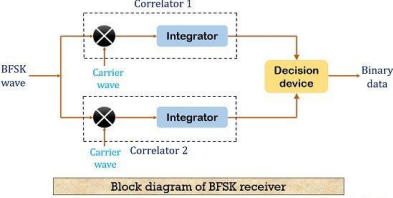 Correlator 1
Integrator
Carrier
wave
BFSK
wave
Decision
device
Binary
data
Integrator
Carrier
wave
Correlator 2
Block diagram of BFSK receiver